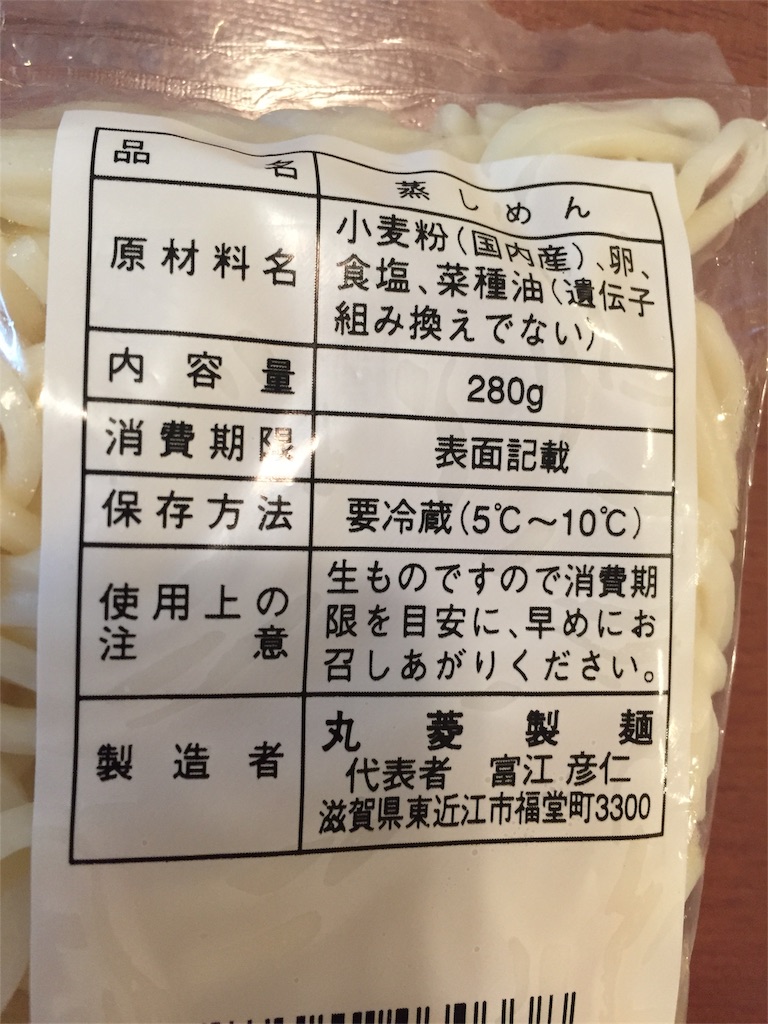 品名 蒸しめん
原材料名 小麦粉(国内産)、卵、
食塩、菜種油(遺伝子
組み換えでない)
内容量 280g
消費期限 表面記載
保存方法 要冷蔵(5℃〜10℃)
使用上の
注意
生ものですので消費期
限を目安に、早めにお
召しあがりください。
製造者
丸菱製麺
代表者 富江 彦仁
滋賀県東近江市福堂町3300